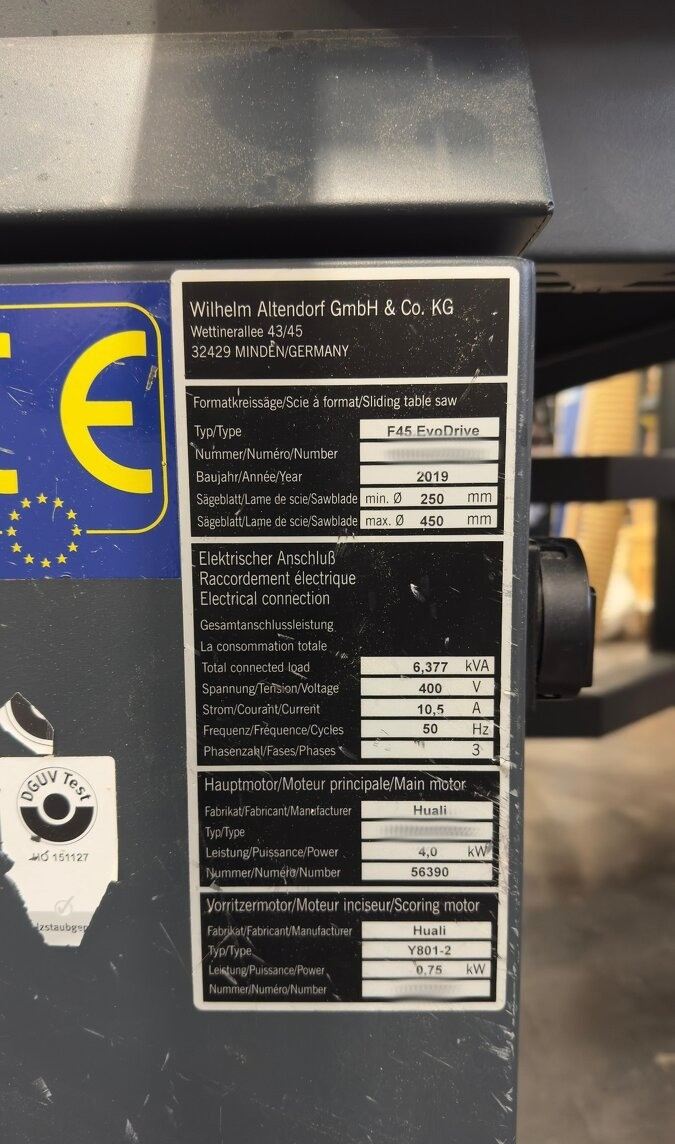 CE
Wilhelm Altendorf GmbH & Co. KG
Wettinerallee 43/45
32429 MINDEN/GERMANY
Formatkreissäge/Scie à format/Sliding table saw
Typ/Type F45 EvoDrive
Nummer/Numéro/Number
Baujahr/Année/Year 2019
Sägeblatt/Lame de scie/Sawblade min. Ø 250 mm
Sägeblatt/Lame de scie/Sawblade max. Ø 450 mm
Elektrischer Anschluß
Raccordement électrique
Electrical connection
Gesamtanschlussleistung
La consommation totale
Total connected load 6,377 kVA
Spannung/Tension/Voltage 400 V
Strom/Courant/Current 10,5 A
Frequenz/Fréquence/Cycles 50 Hz
Phasenzahl/Fases/Phases 3
Hauptmotor/Moteur principale/Main motor
Fabrikat/Fabricant/Manufacturer Huali
Typ/Type
Leistung/Puissance/Power 4,0 kW
Nummer/Numéro/Number 56390
Vorritzermotor/Moteur inciseur/Scoring motor
Fabrikat/Fabricant/Manufacturer Huali
Typ/Type Y801-2
Leistung/Puissance/Power 0,75 kW
Nummer/Numéro/Number
DGUV Test
MO 151127
lzstaubgep